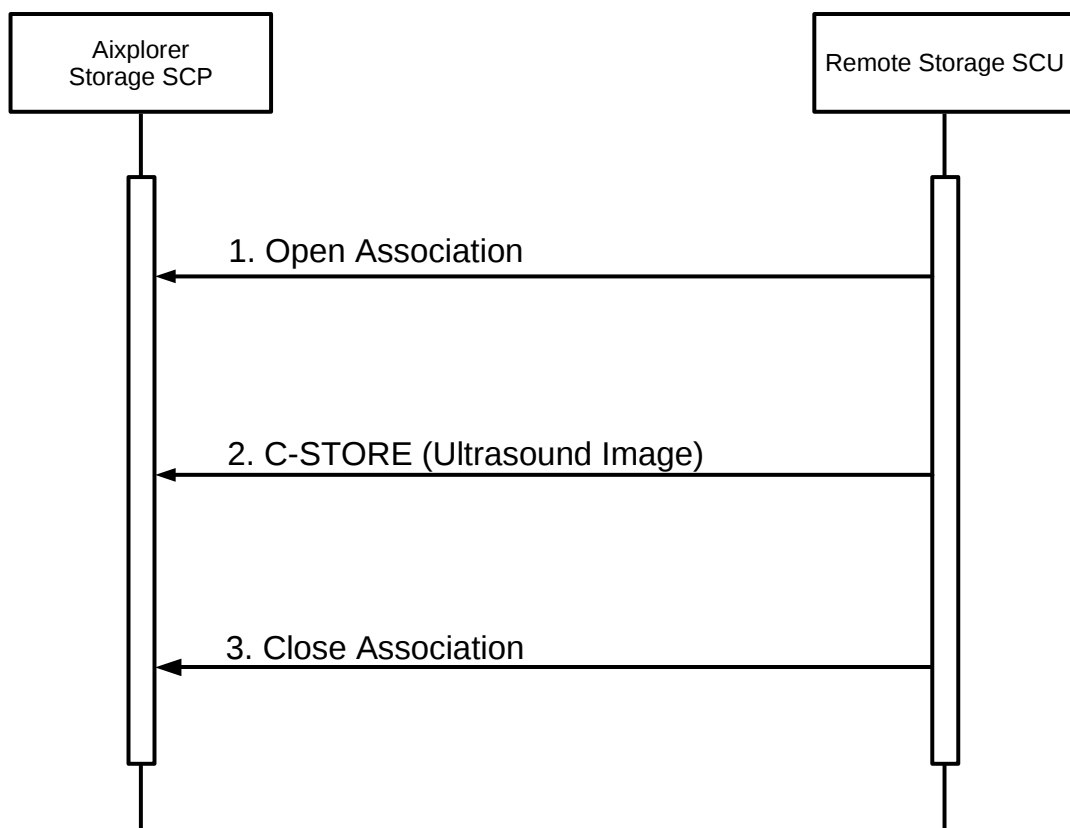 Aixplorer
Storage SCP
Remote Storage SCU
1. Open Association
2. C-STORE (Ultrasound Image)
3. Close Association